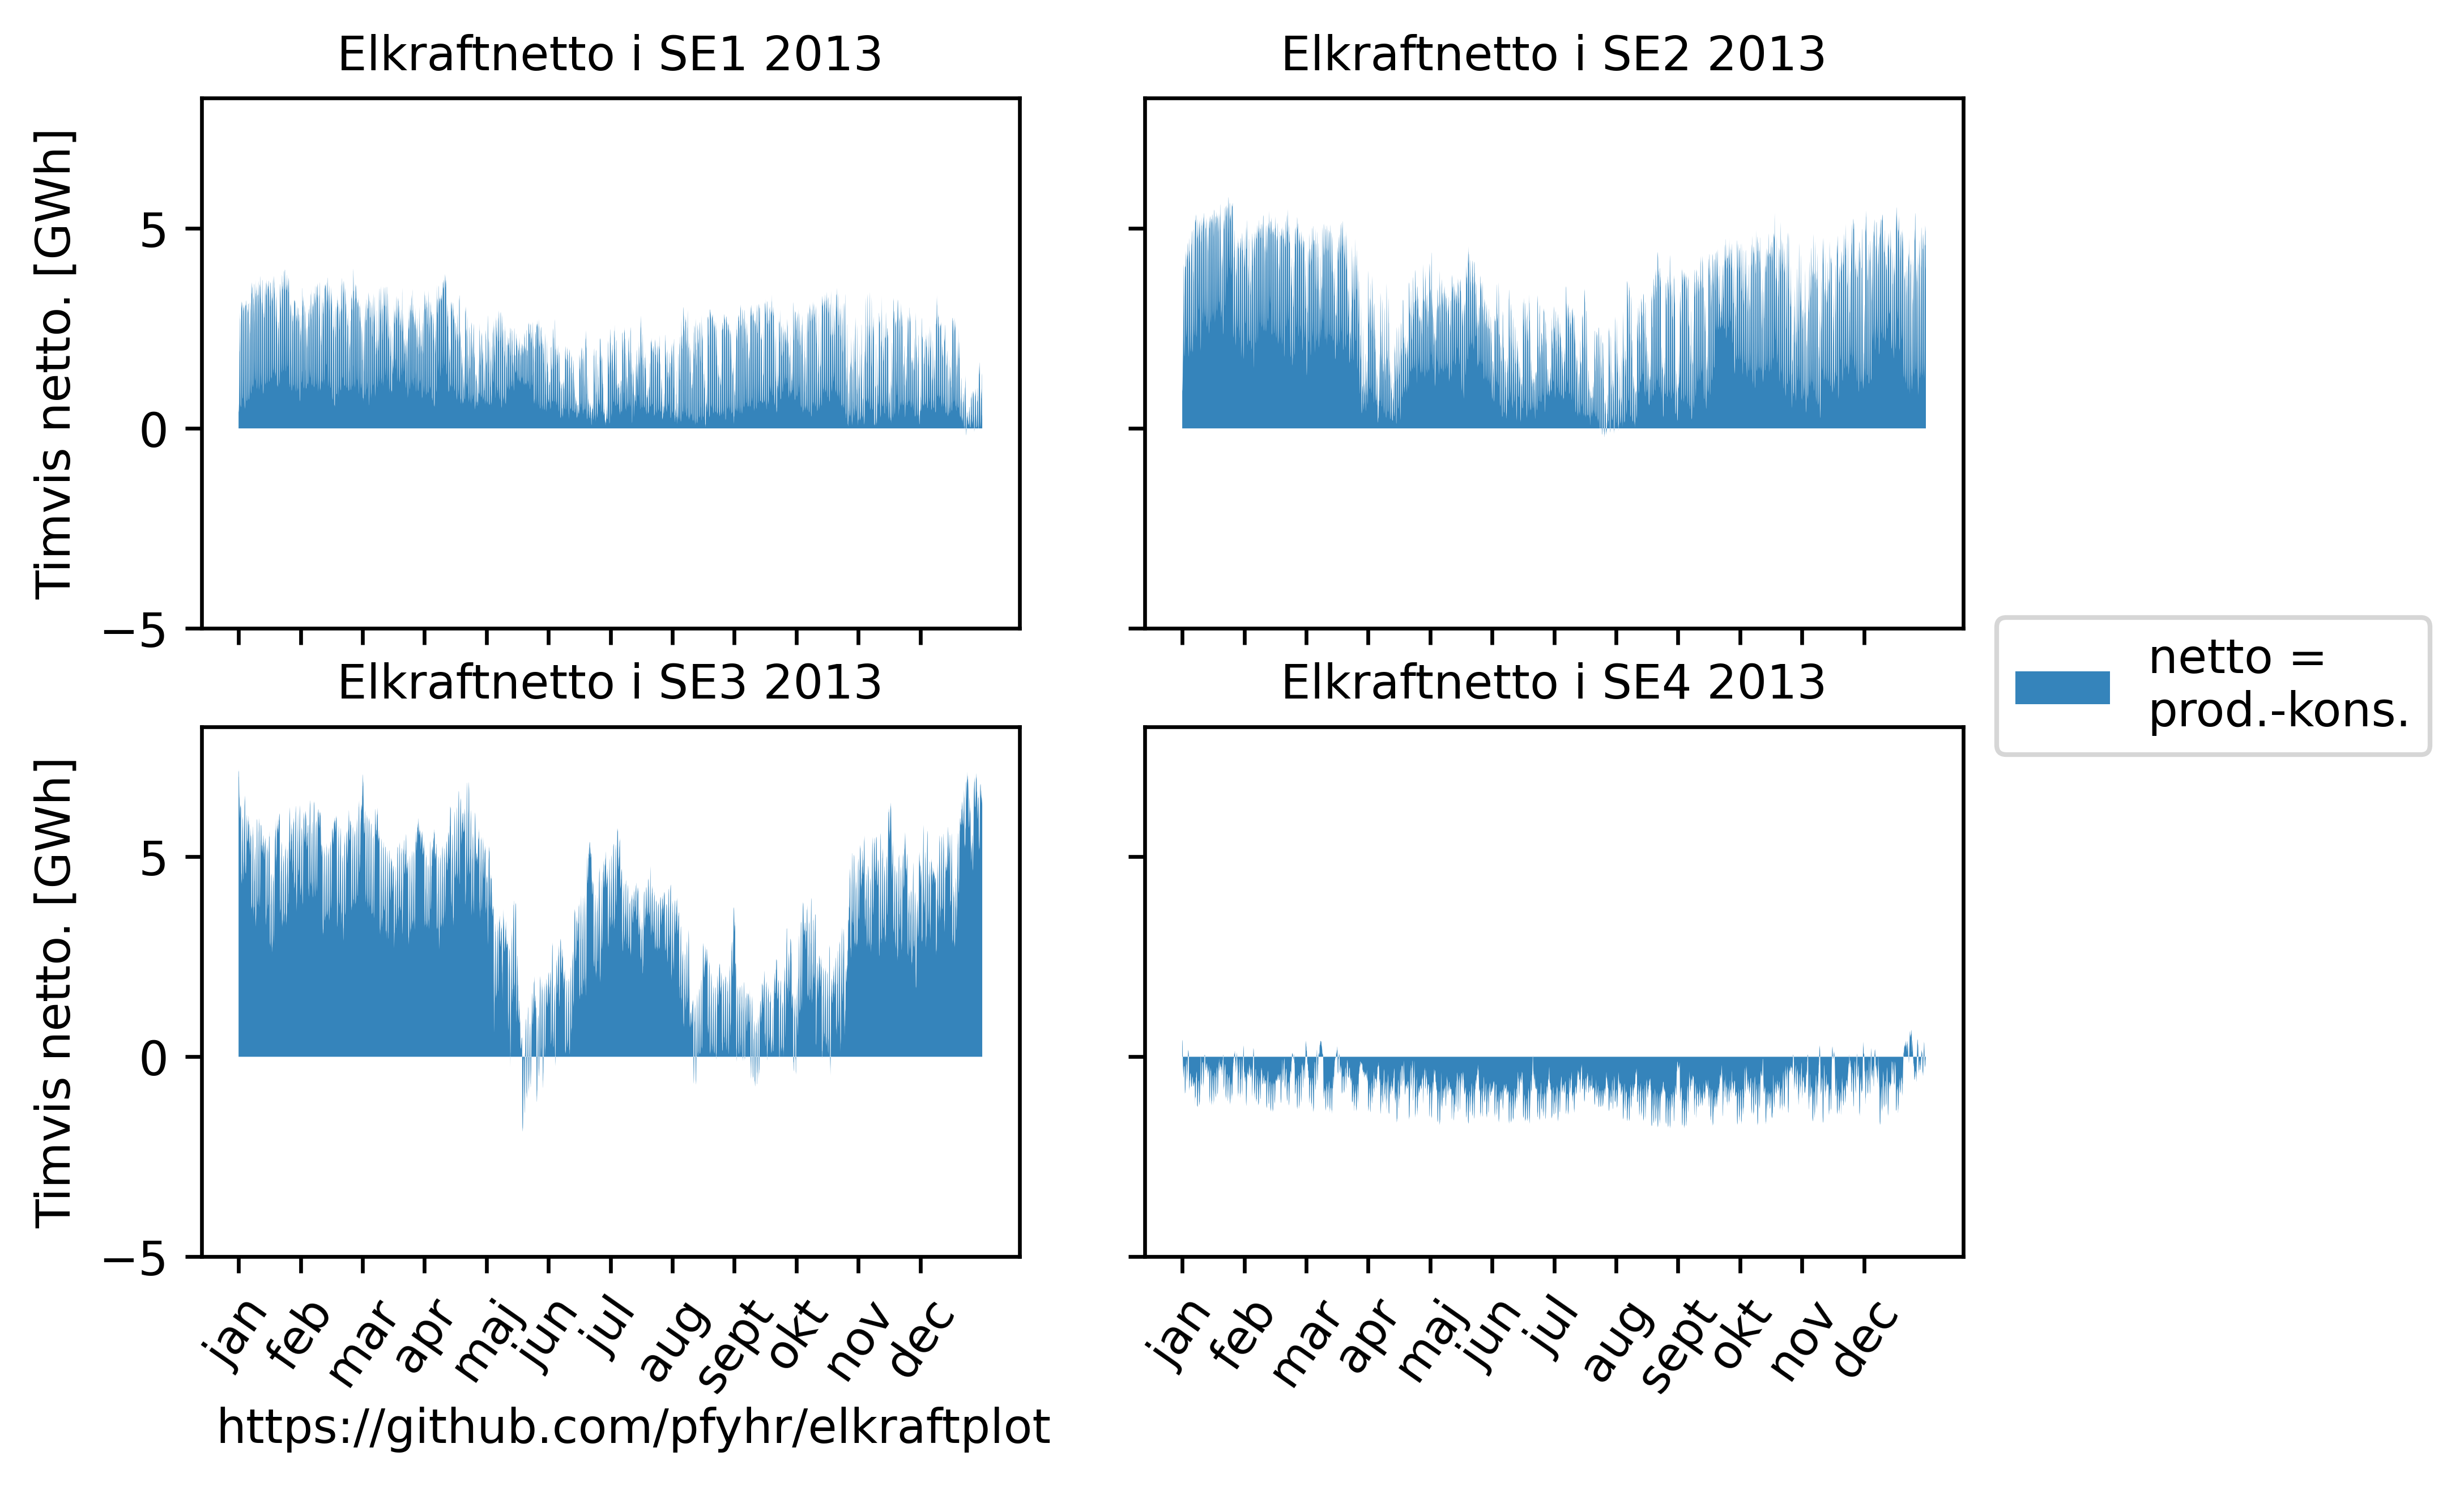 Elkraftnetto i SE1 2013
Timvis netto. [GWh]
5
0
−5
Elkraftnetto i SE2 2013
Elkraftnetto i SE3 2013
Timvis netto. [GWh]
5
0
−5
jan
feb
mar
apr
maj
jun
jul
aug
sept
okt
nov
dec
Elkraftnetto i SE4 2013
jan
feb
mar
apr
maj
jun
jul
aug
sept
okt
nov
dec
netto =
prod.-kons.
https://github.com/pfyhr/elkraftplot